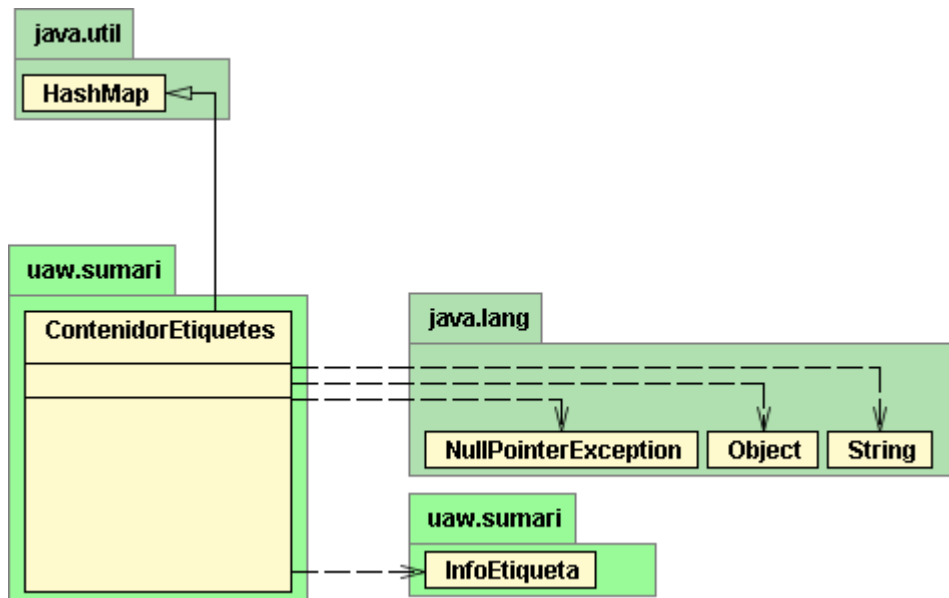 java.util
HashMap
uaw.sumari
ContenidorEtiquetes
java.lang
NullPointerException
Object
String
uaw.sumari
InfoEtiqueta